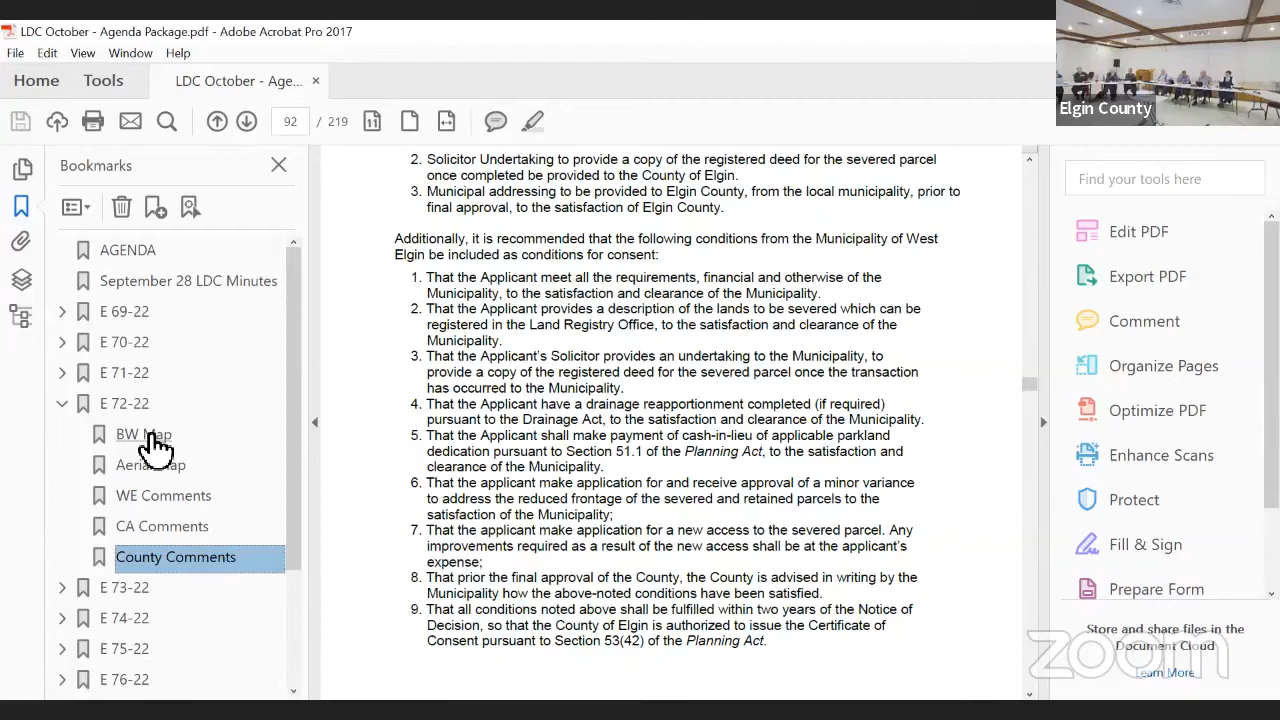 LDC October - Agenda Package.pdf - Adobe Acrobat Pro 2017
File Edit View Window Help
Home Tools LDC October - Age... ×
92 / 219
Elgin County
Bookmarks
AGENDA
September 28 LDC Minutes
E 69-22
E 70-22
E 71-22
E 72-22
BW Map
Aerial Map
WE Comments
CA Comments
County Comments
E 73-22
E 74-22
E 75-22
E 76-22
2. Solicitor Undertaking to provide a copy of the registered deed for the severed parcel
once completed be provided to the County of Elgin.
3. Municipal addressing to be provided to Elgin County, from the local municipality, prior to
final approval, to the satisfaction of Elgin County.
Additionally, it is recommended that the following conditions from the Municipality of West
Elgin be included as conditions for consent:
1. That the Applicant meet all the requirements, financial and otherwise of the
Municipality, to the satisfaction and clearance of the Municipality.
2. That the Applicant provides a description of the lands to be severed which can be
registered in the Land Registry Office, to the satisfaction and clearance of the
Municipality.
3. That the Applicant's Solicitor provides an undertaking to the Municipality, to
provide a copy of the registered deed for the severed parcel once the transaction
has occurred to the Municipality.
4. That the Applicant have a drainage reapportionment completed (if required)
pursuant to the Drainage Act, to the satisfaction and clearance of the Municipality.
5. That the Applicant shall make payment of cash-in-lieu of applicable parkland
dedication pursuant to Section 51.1 of the Planning Act, to the satisfaction and
clearance of the Municipality.
6. That the applicant make application for and receive approval of a minor variance
to address the reduced frontage of the severed and retained parcels to the
satisfaction of the Municipality;
7. That the applicant make application for a new access to the severed parcel. Any
improvements required as a result of the new access shall be at the applicant's
expense;
8. That prior the final approval of the County, the County is advised in writing by the
Municipality how the above-noted conditions have been satisfied.
9. That all conditions noted above shall be fulfilled within two years of the Notice of
Decision, so that the County of Elgin is authorized to issue the Certificate of
Consent pursuant to Section 53(42) of the Planning Act.
Find your tools here
Edit PDF
Export PDF
Comment
Organize Pages
Optimize PDF
Enhance Scans
Protect
Fill & Sign
Prepare Form
Store and share files in the
Document Cloud
Learn More
zoom